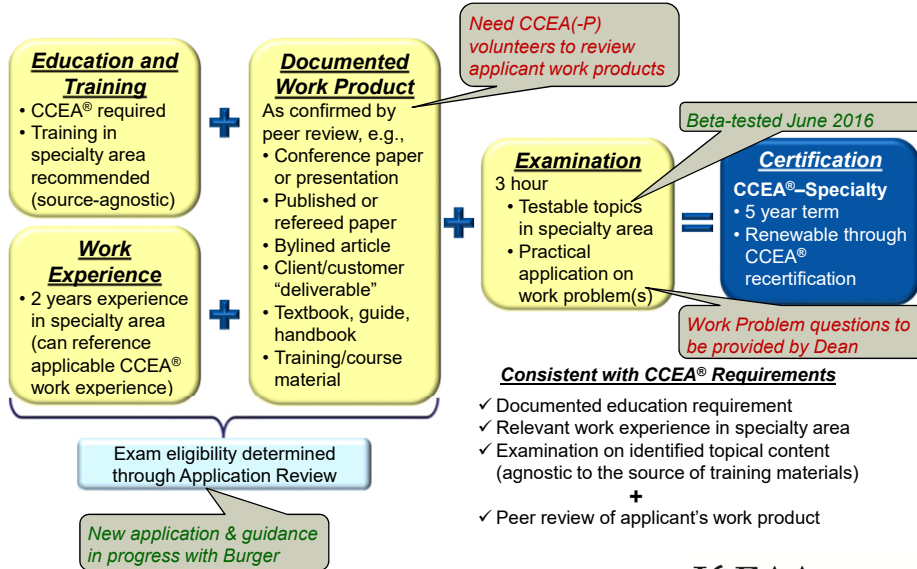 Need CCEA(-P)
volunteers to review
applicant work products
Education and
Training
• CCEA® required
• Training in
specialty area
recommended
(source-agnostic)
+
Work
Experience
• 2 years experience
in specialty area
(can reference
applicable CCEA®
work experience)
+
Documented
Work Product
As confirmed by
peer review, e.g.,
• Conference paper
or presentation
• Published or
refereed paper
• Bylined article
• Client/customer
“deliverable”
• Textbook, guide,
handbook
• Training/course
material
+
Beta-tested June 2016
Examination
3 hour
• Testable topics
in specialty area
• Practical
application on
work problem(s)
=
Certification
CCEA®–Specialty
• 5 year term
• Renewable through
CCEA®
recertification
Work Problem questions to
be provided by Dean
Exam eligibility determined
through Application Review
New application & guidance
in progress with Burger
Consistent with CCEA® Requirements
✓ Documented education requirement
✓ Relevant work experience in specialty area
✓ Examination on identified topical content
(agnostic to the source of training materials)
+
✓ Peer review of applicant’s work product